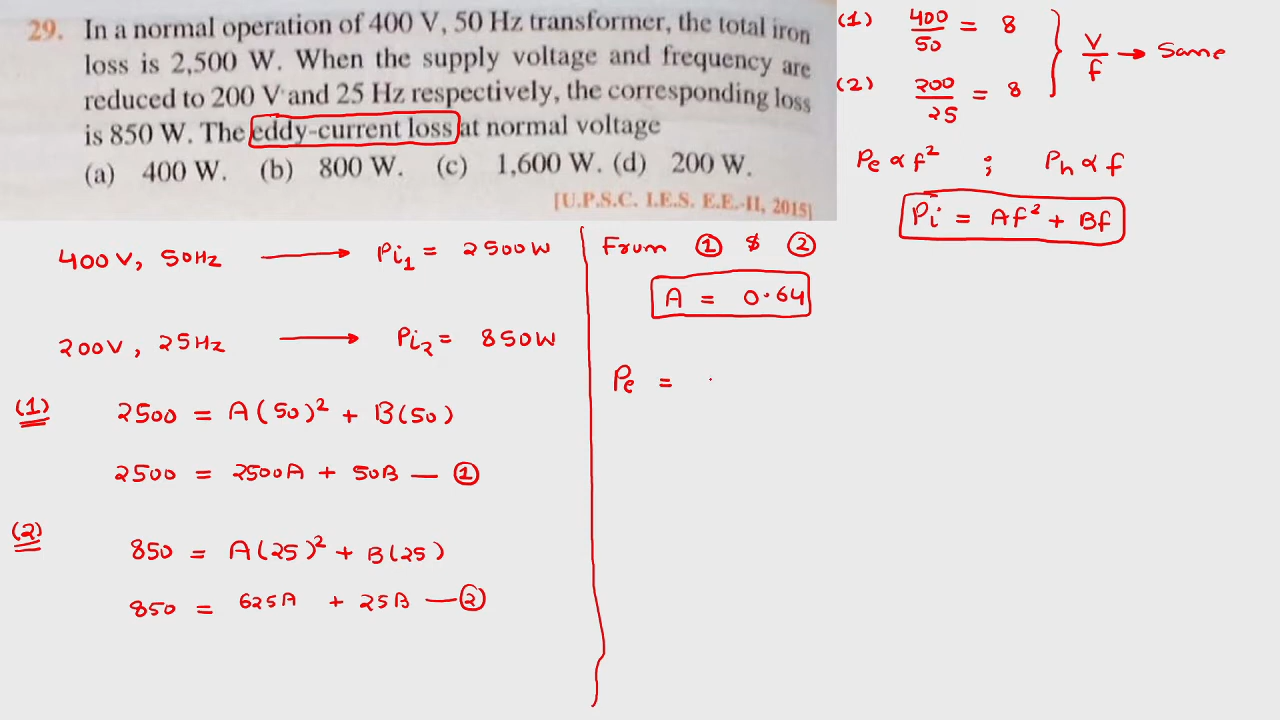 29. In a normal operation of 400 V, 50 Hz transformer, the total iron
loss is 2,500 W. When the supply voltage and frequency are
reduced to 200 V and 25 Hz respectively, the corresponding loss
is 850 W. The eddy-current loss at normal voltage
(a) 400 W. (b) 800 W. (c) 1,600 W. (d) 200 W.
[U.P.S.C. I.E.S. E.E.-II, 2015]
(1) 400/50 = 8
(2) 200/25 = 8
V/f → Same
Pe ∝ f² ; Ph ∝ f
Pi = Af² + Bf
400V, 50Hz → Pi₁ = 2500W
200V, 25Hz → Pi₂ = 850W
(1) 2500 = A(50)² + B(50)
2500 = 2500A + 50B — ①
(2) 850 = A(25)² + B(25)
850 = 625A + 25B — ②
From ① & ②
A = 0.64
Pe =